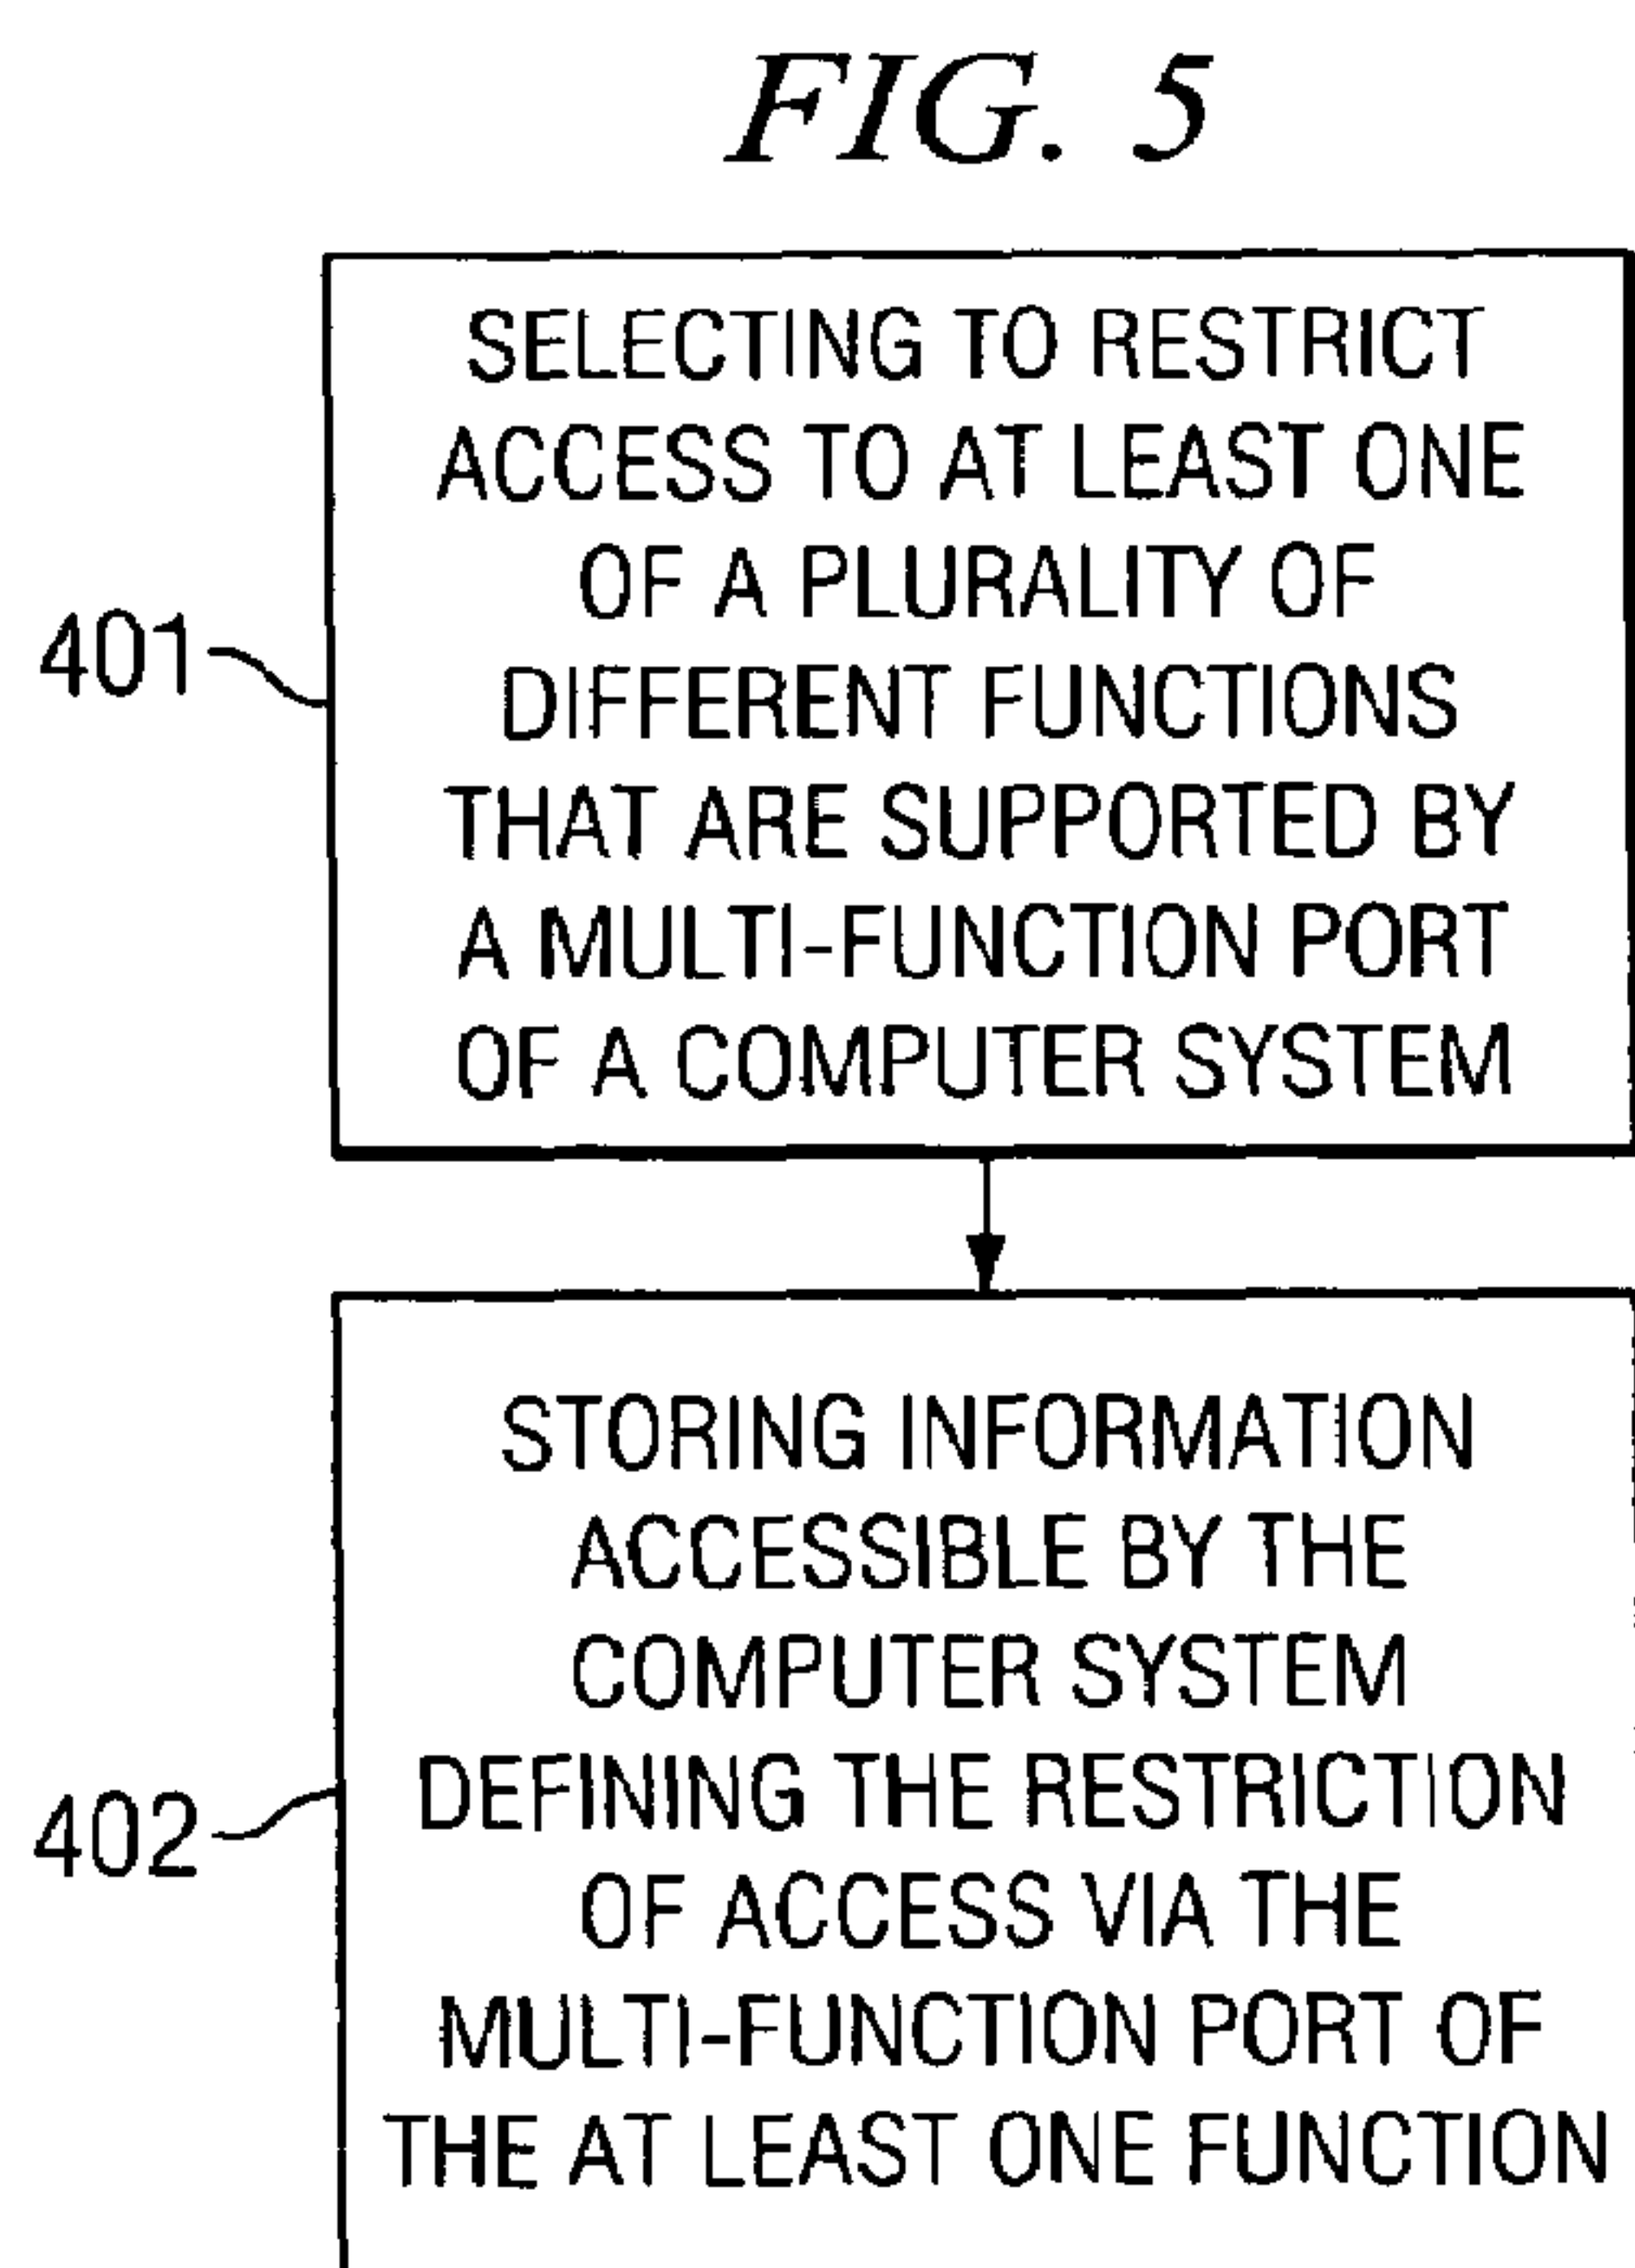 FIG. 5
SELECTING TO RESTRICT
ACCESS TO AT LEAST ONE
OF A PLURALITY OF
DIFFERENT FUNCTIONS
THAT ARE SUPPORTED BY
A MULTI-FUNCTION PORT
OF A COMPUTER SYSTEM
401
STORING INFORMATION
ACCESSIBLE BY THE
COMPUTER SYSTEM
DEFINING THE RESTRICTION
OF ACCESS VIA THE
MULTI-FUNCTION PORT OF
THE AT LEAST ONE FUNCTION
402